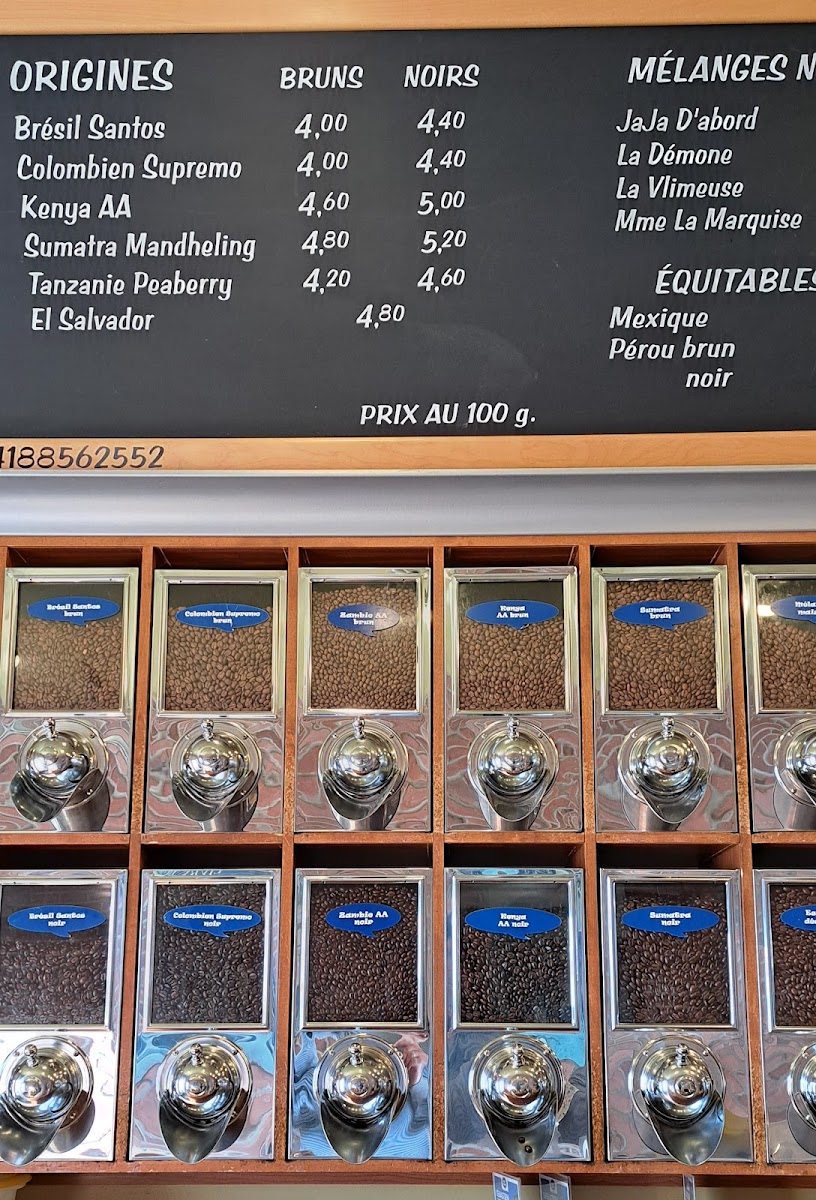 ORIGINES BRUNS NOIRS
Brésil Santos 4,00 4,40
Colombien Supremo 4,00 4,40
Kenya AA 4,60 5,00
Sumatra Mandheling 4,80 5,20
Tanzanie Peaberry 4,20 4,60
El Salvador 4,80
PRIX AU 100 g.
MÉLANGES N
JaJa D'abord
La Démone
La Vlimeuse
Mme La Marquise
ÉQUITABLES
Mexique
Pérou brun
noir
4188562552
Brésil Santos
brun
Colombien Supremo
brun
Zambie AA
brun
Kenya
AA brun
Sumatra
brun
Brésil Santos
noir
Colombien Supremo
noir
Zambie AA
noir
Kenya
AA noir
Sumatra
noir